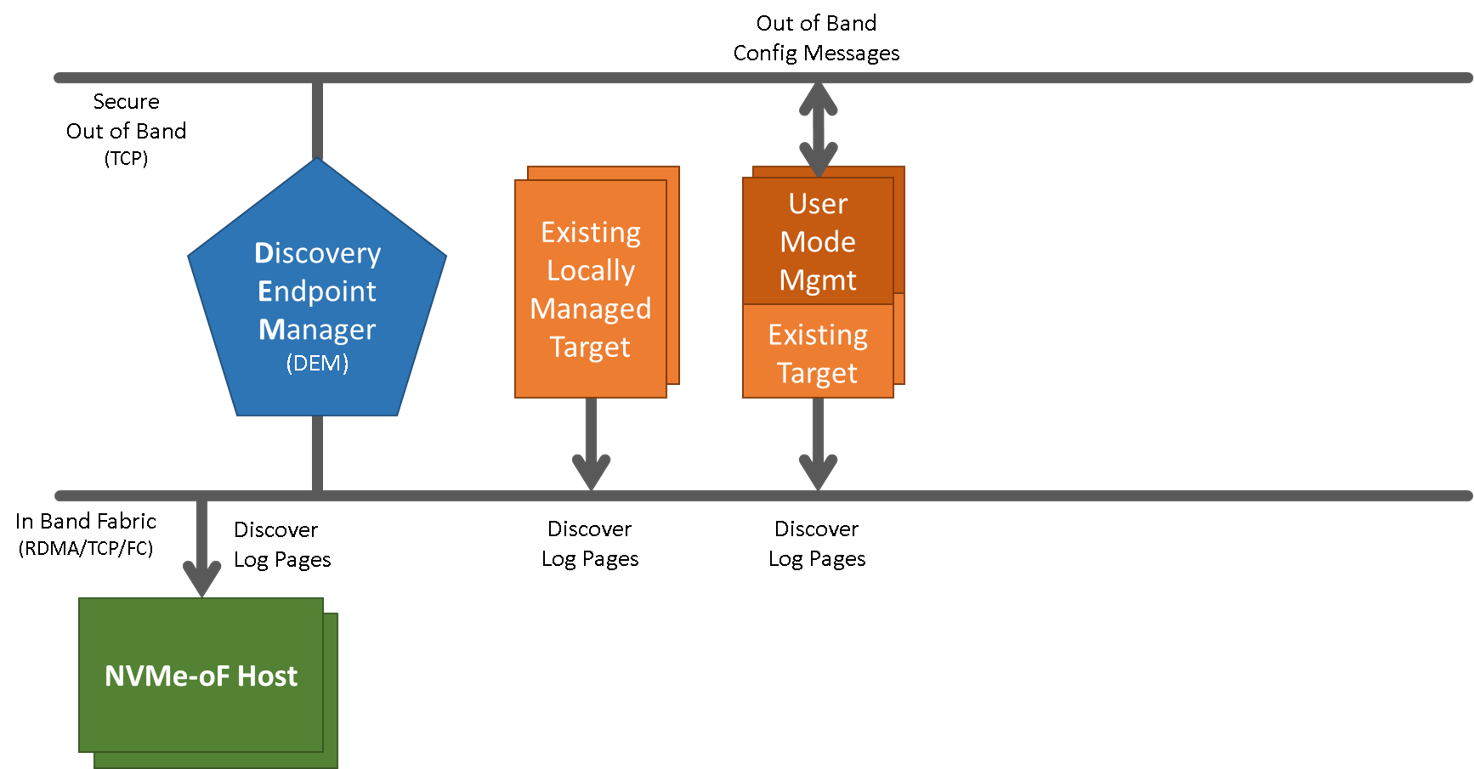 Out of Band
Config Messages
Secure
Out of Band
(TCP)
Discovery
Endpoint
Manager
(DEM)
Existing
Locally
Managed
Target
User
Mode
Mgmt
Existing
Target
In Band Fabric
(RDMA/TCP/FC)
Discover
Log Pages
Discover
Log Pages
Discover
Log Pages
NVMe-oF Host